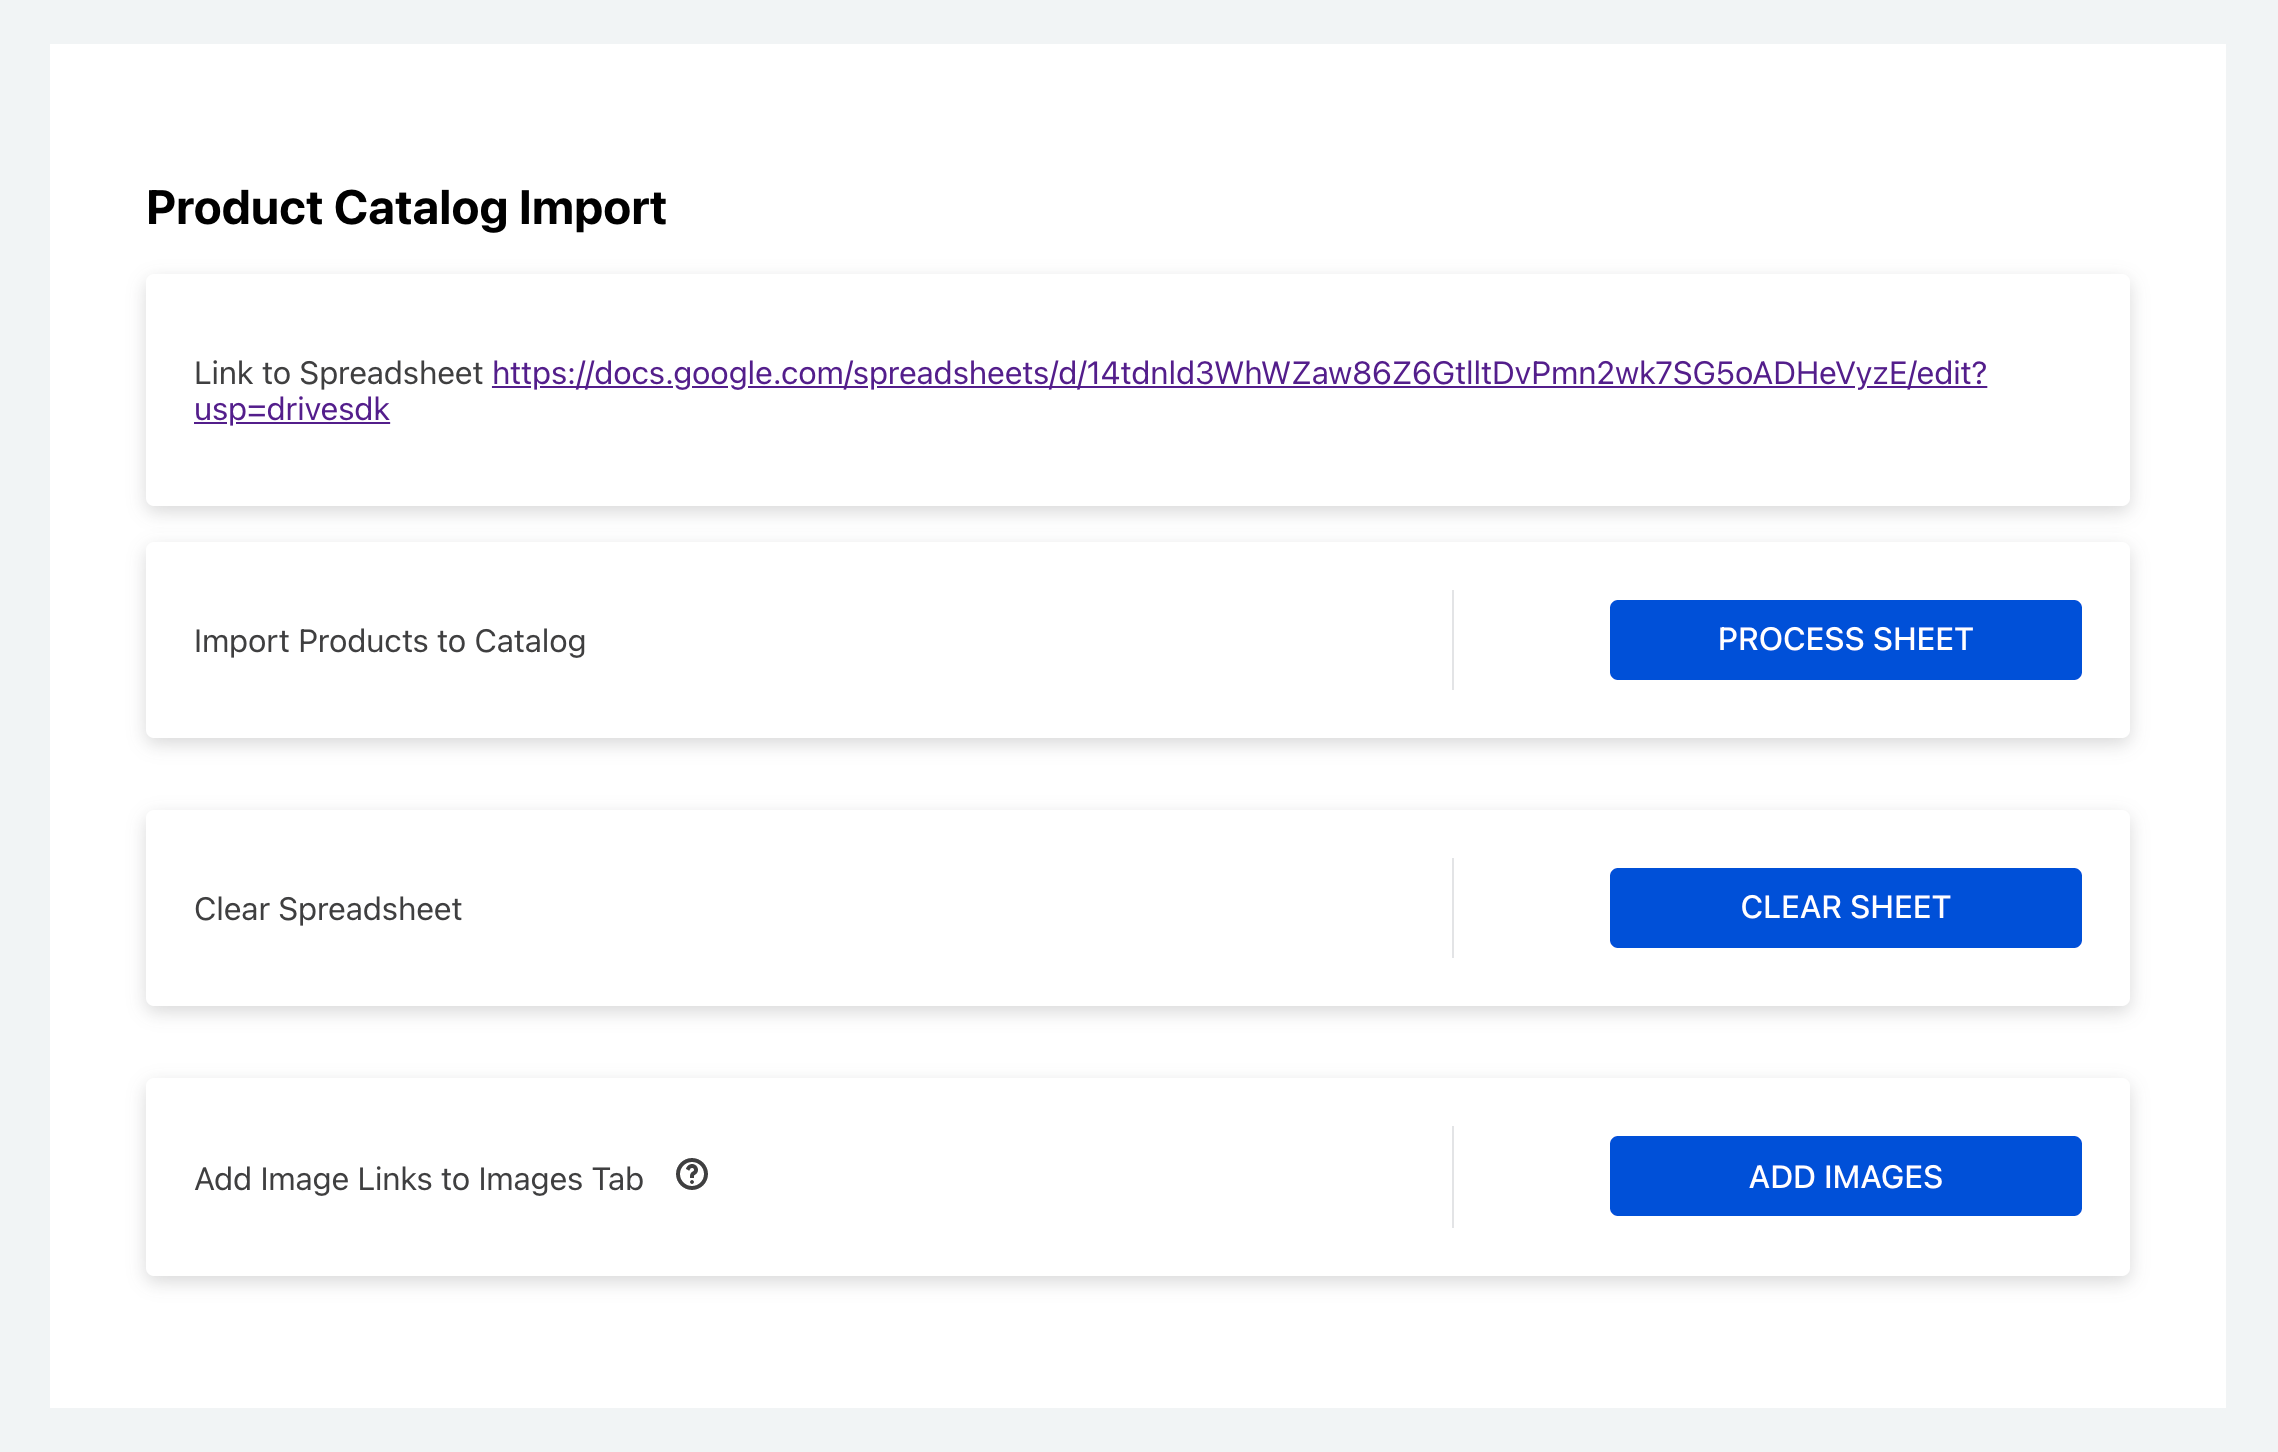 Product Catalog Import
Link to Spreadsheet https://docs.google.com/spreadsheets/d/14tdnld3WhWZaw86Z6GtlltDvPmn2wk7SG5oADHeVyzE/edit?
usp=drivesdk
Import Products to Catalog
PROCESS SHEET
Clear Spreadsheet
CLEAR SHEET
Add Image Links to Images Tab
ADD IMAGES